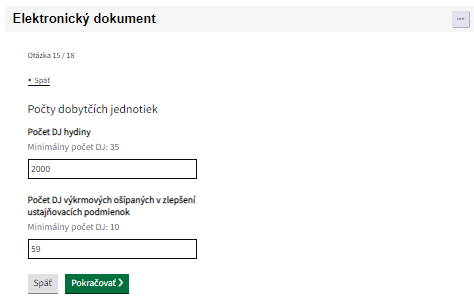 Elektronický dokument
Otázka 15 / 18
Späť
Počty dobytčích jednotiek
Počet DJ hydiny
Minimálny počet DJ: 35
2000
Počet DJ výkrmových ošípaných v zlepšení
ustajňovacích podmienok
Minimálny počet DJ: 10
59
Späť
Pokračovať